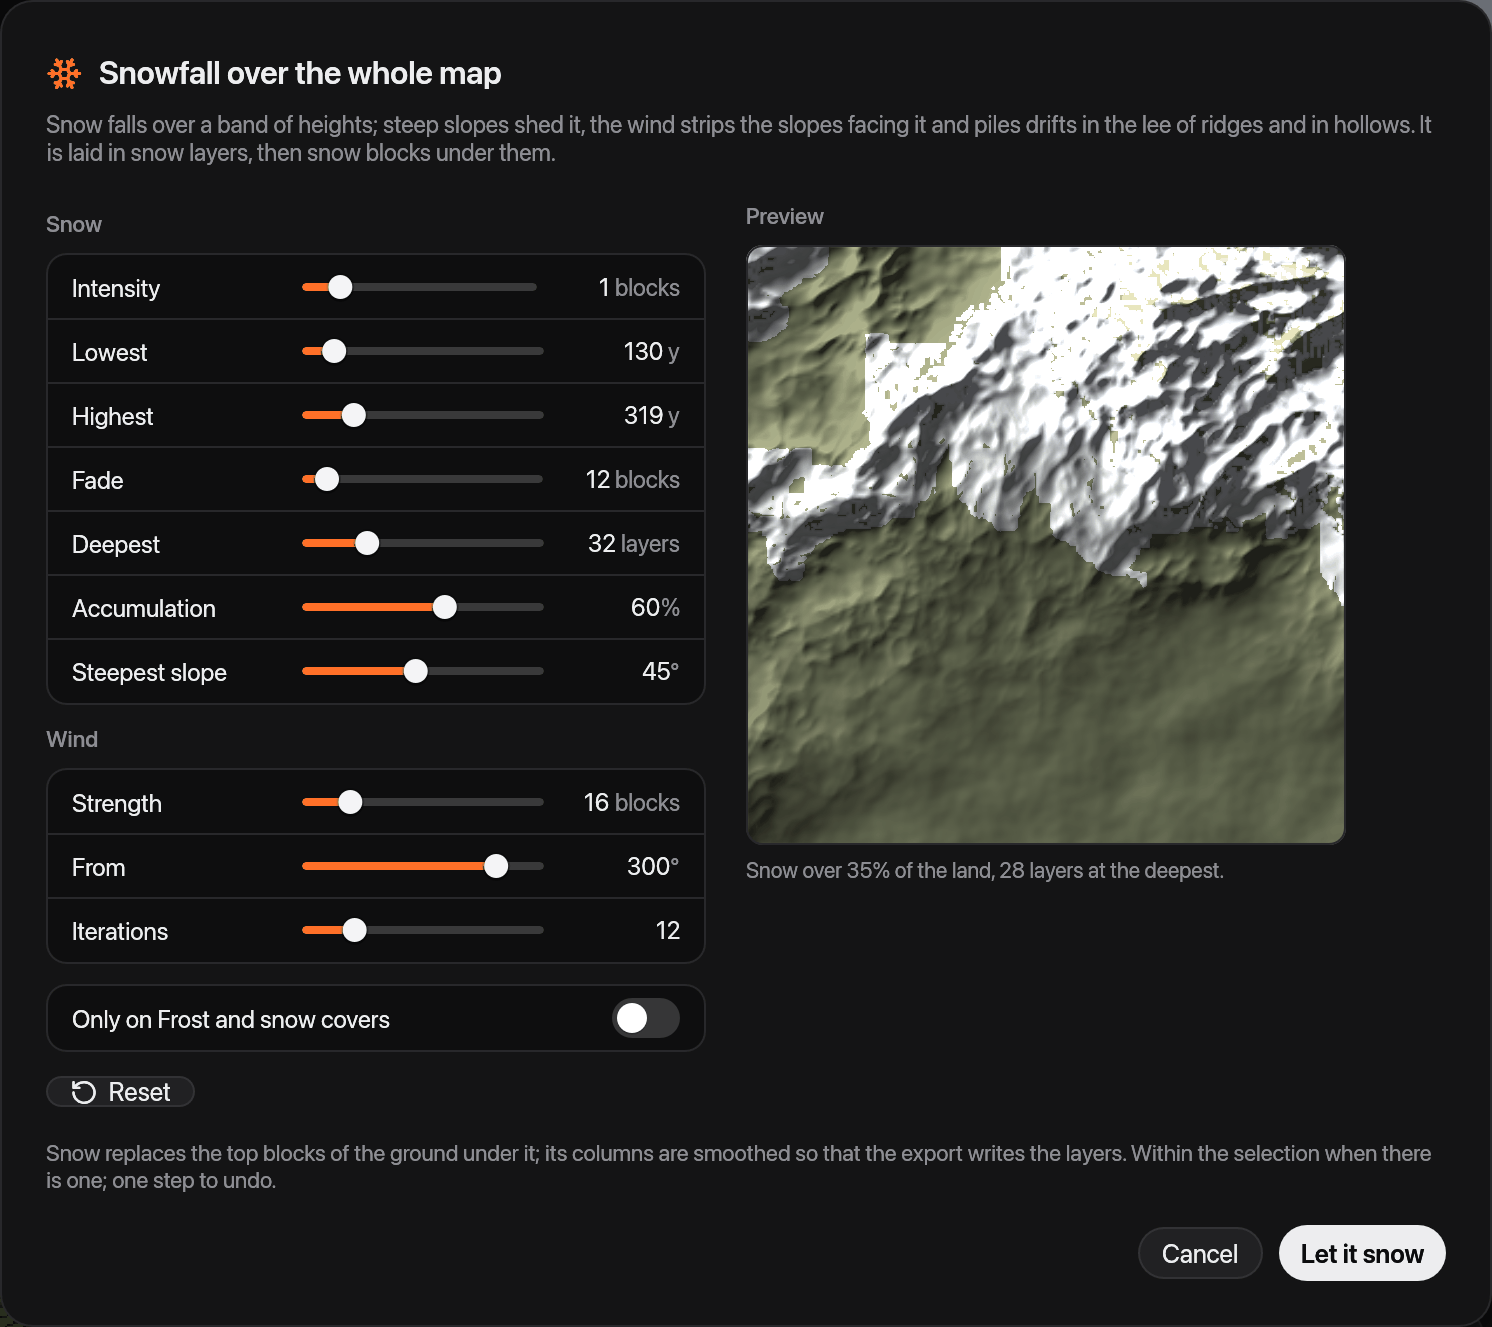 Snowfall over the whole map
Snow falls over a band of heights; steep slopes shed it, the wind strips the slopes facing it and piles drifts in the lee of ridges and in hollows. It
is laid in snow layers, then snow blocks under them.
Snow
Intensity 1 blocks
Lowest 130 y
Highest 319 y
Fade 12 blocks
Deepest 32 layers
Accumulation 60%
Steepest slope 45°
Wind
Strength 16 blocks
From 300°
Iterations 12
Only on Frost and snow covers
Reset
Preview
Snow over 35% of the land, 28 layers at the deepest.
Snow replaces the top blocks of the ground under it; its columns are smoothed so that the export writes the layers. Within the selection when there
is one; one step to undo.
Cancel
Let it snow